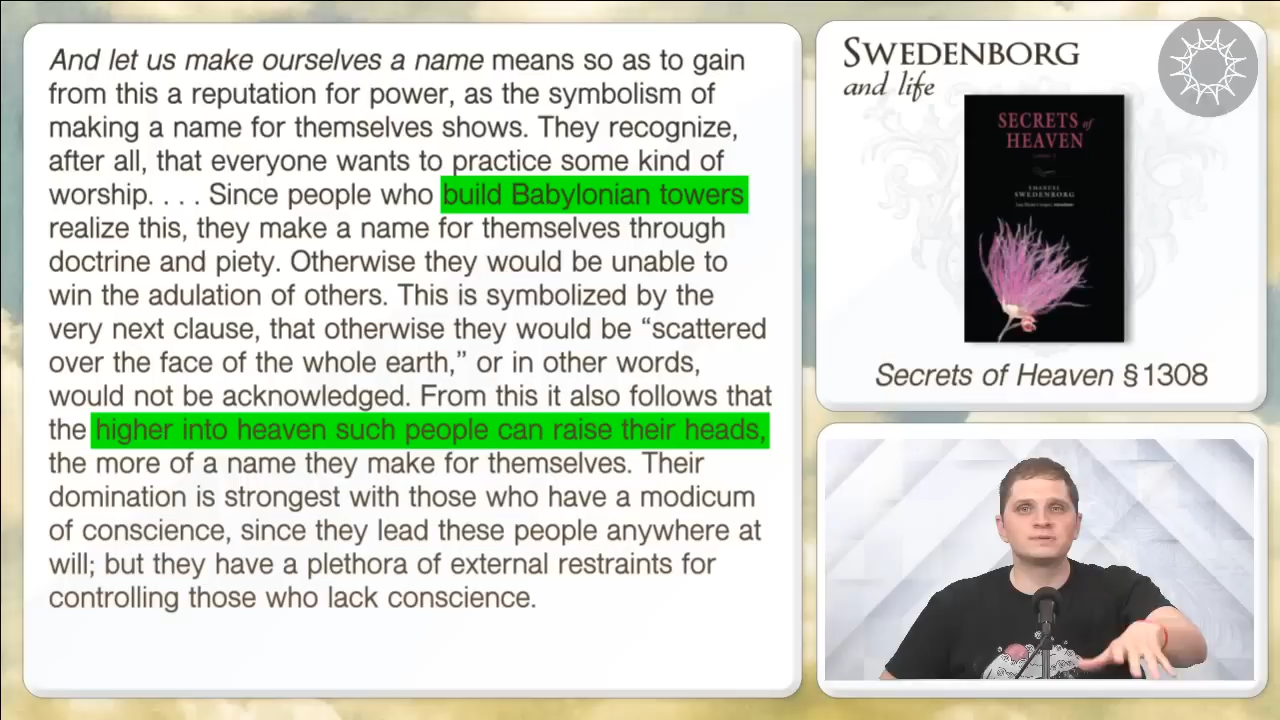 And let us make ourselves a name means so as to gain
from this a reputation for power, as the symbolism of
making a name for themselves shows. They recognize,
after all, that everyone wants to practice some kind of
worship. . . . Since people who build Babylonian towers
realize this, they make a name for themselves through
doctrine and piety. Otherwise they would be unable to
win the adulation of others. This is symbolized by the
very next clause, that otherwise they would be “scattered
over the face of the whole earth,” or in other words,
would not be acknowledged. From this it also follows that
the higher into heaven such people can raise their heads,
the more of a name they make for themselves. Their
domination is strongest with those who have a modicum
of conscience, since they lead these people anywhere at
will; but they have a plethora of external restraints for
controlling those who lack conscience.
SWEDENBORG
and life
SECRETS of
HEAVEN
EMANUEL
SWEDENBORG
Secrets of Heaven §1308